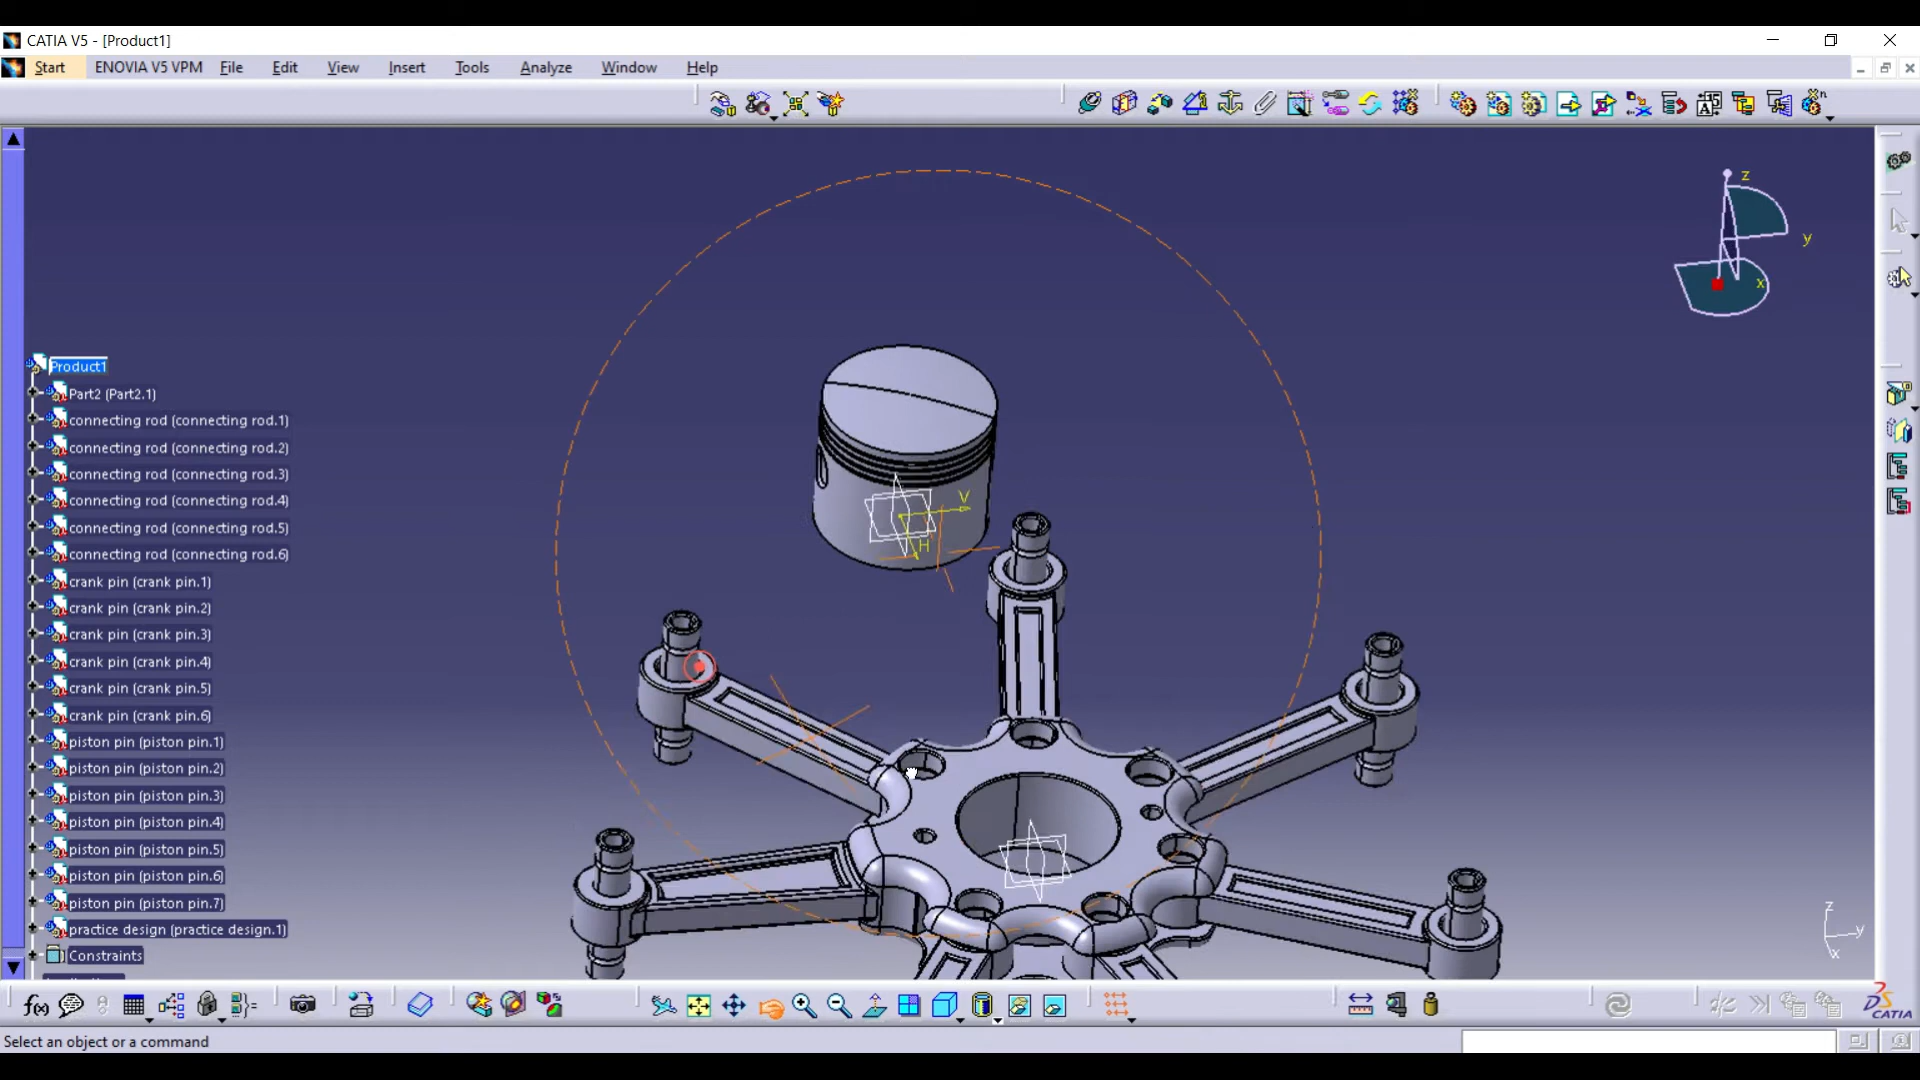 CATIA V5 - [Product1]
Start ENOVIA V5 VPM File Edit View Insert Tools Analyze Window Help
z
y
x
Product1
Part2 (Part2.1)
connecting rod (connecting rod.1)
connecting rod (connecting rod.2)
connecting rod (connecting rod.3)
connecting rod (connecting rod.4)
connecting rod (connecting rod.5)
connecting rod (connecting rod.6)
crank pin (crank pin.1)
crank pin (crank pin.2)
crank pin (crank pin.3)
crank pin (crank pin.4)
crank pin (crank pin.5)
crank pin (crank pin.6)
piston pin (piston pin.1)
piston pin (piston pin.2)
piston pin (piston pin.3)
piston pin (piston pin.4)
piston pin (piston pin.5)
piston pin (piston pin.6)
piston pin (piston pin.7)
practice design (practice design.1)
Constraints
V
H
z
y
x
f(x)
CATIA
Select an object or a command